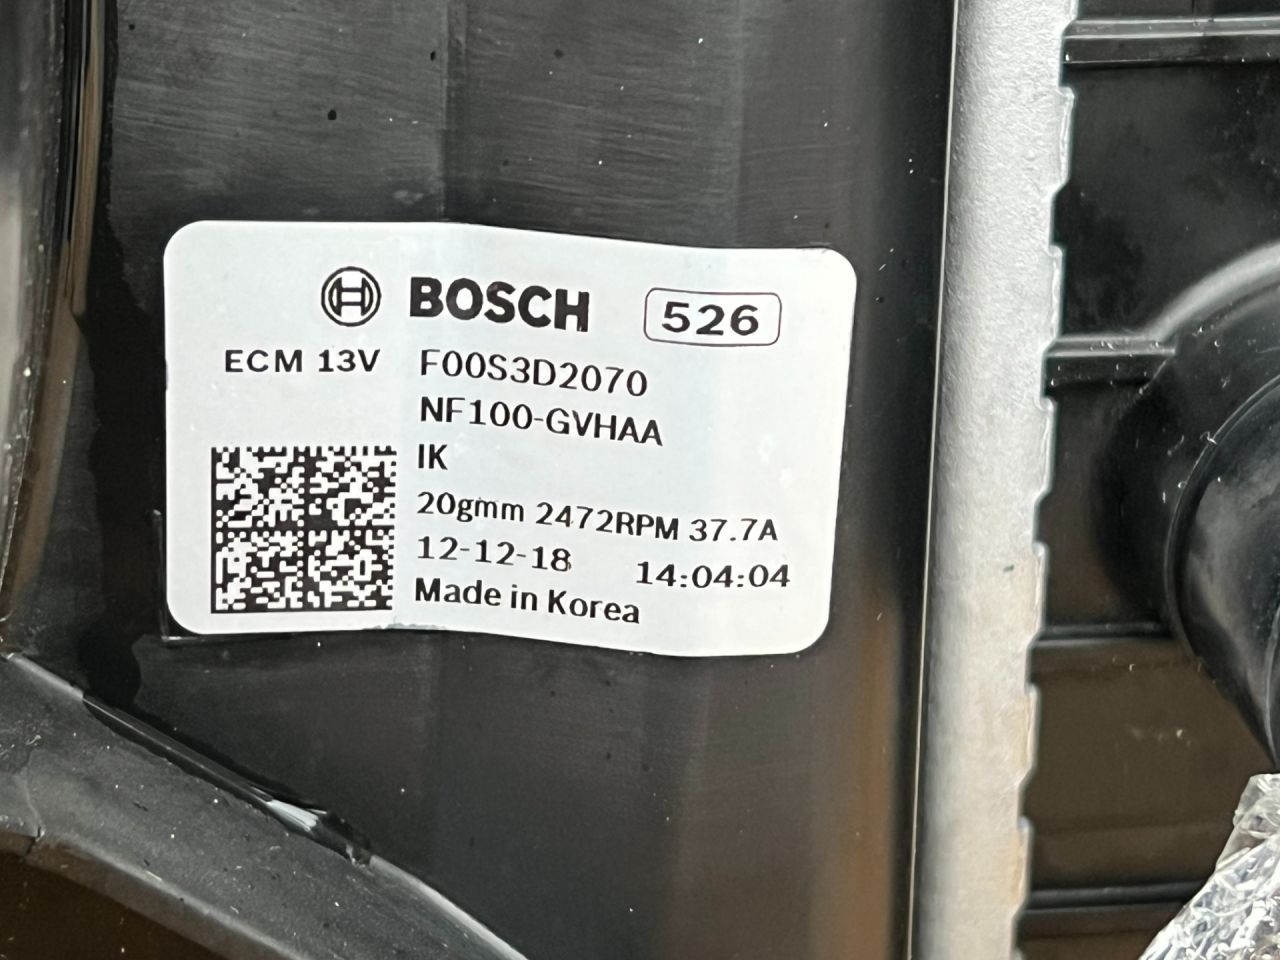 BOSCH 526
ECM 13V F00S3D2070
NF100-GVHAA
IK
20gmm 2472RPM 37.7A
12-12-18 14:04:04
Made in Korea